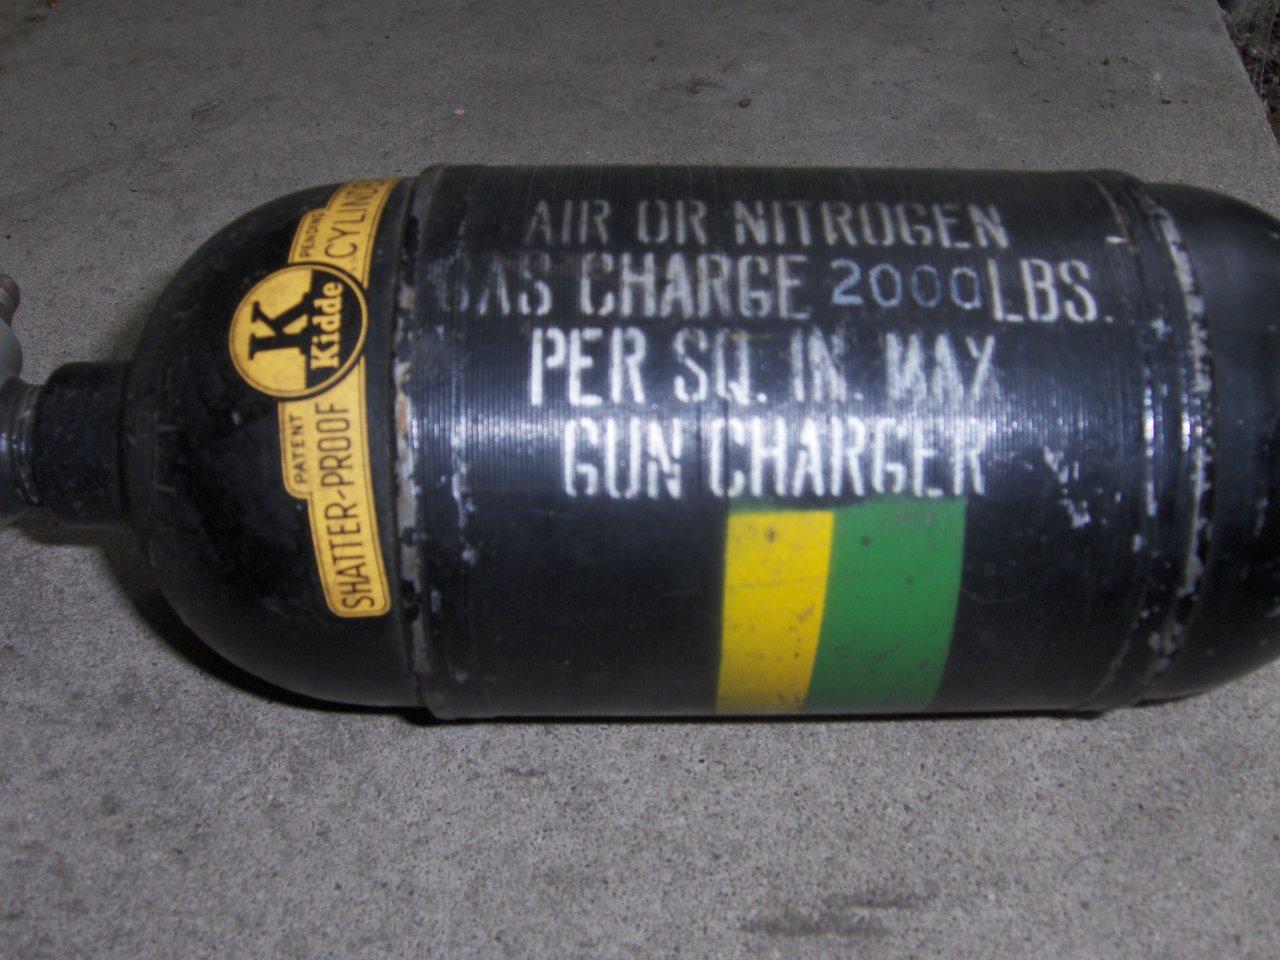 AIR OR NITROGEN
GAS CHARGE 2000 LBS.
PER SQ. IN. MAX
GUN CHARGER
K
Kidde
PATENT PENDING
SHATTER-PROOF CYLINDER